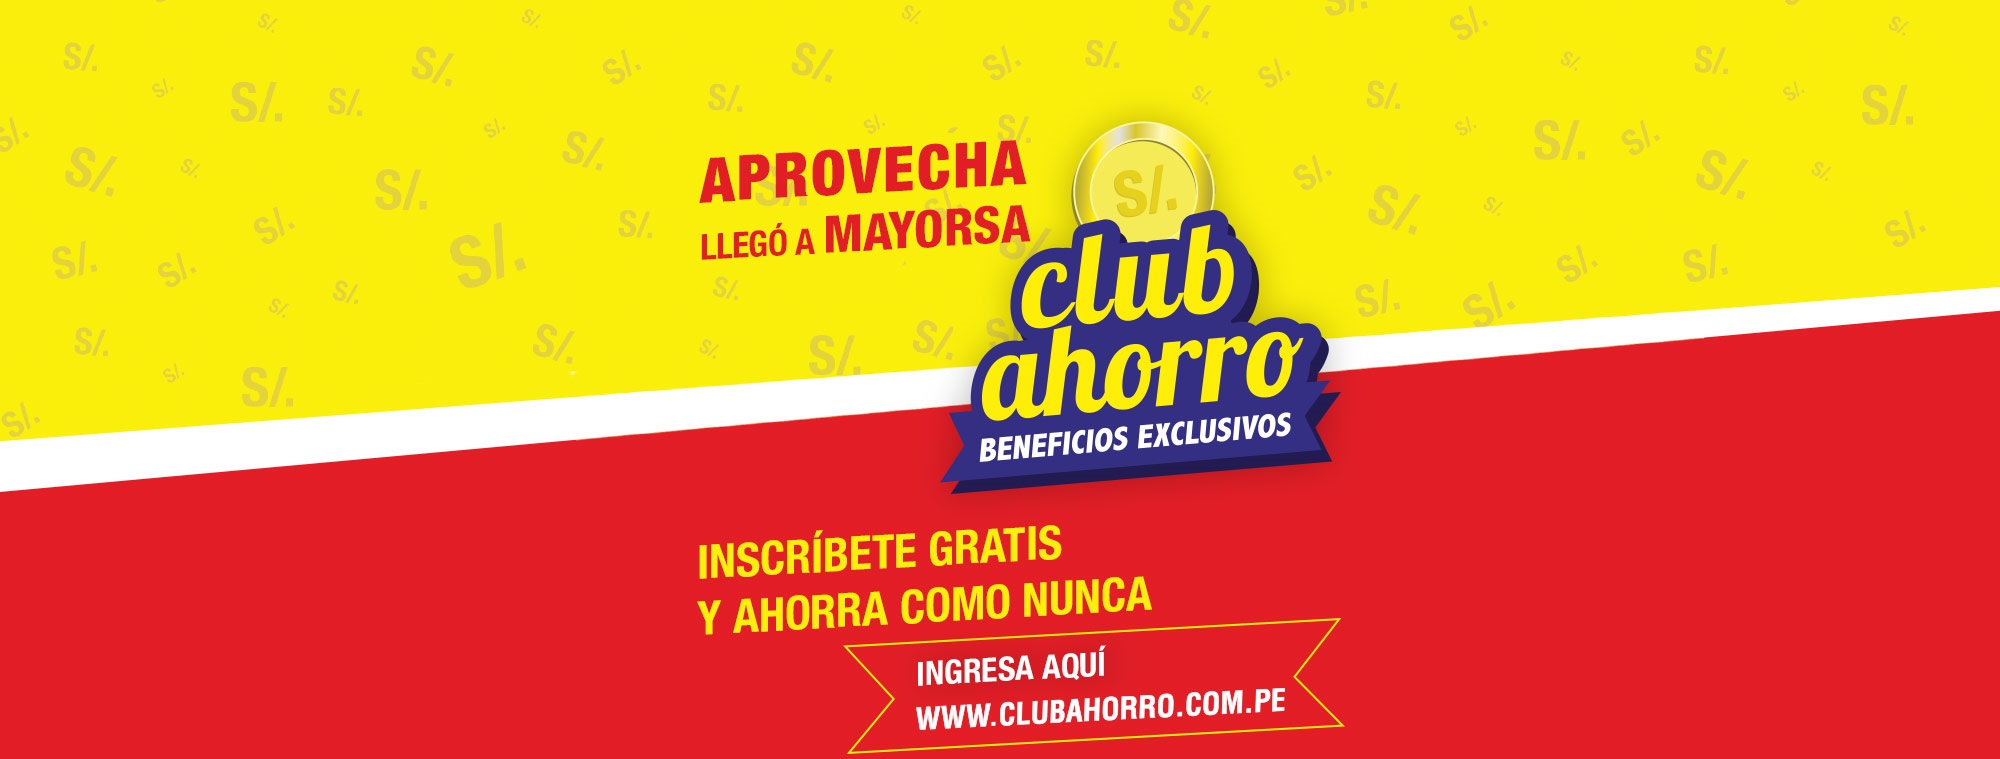 APROVECHA
LLEGÓ A MAYORSA
S/.
club
ahorro
BENEFICIOS EXCLUSIVOS
INSCRÍBETE GRATIS
Y AHORRA COMO NUNCA
INGRESA AQUÍ
WWW.CLUBAHORRO.COM.PE